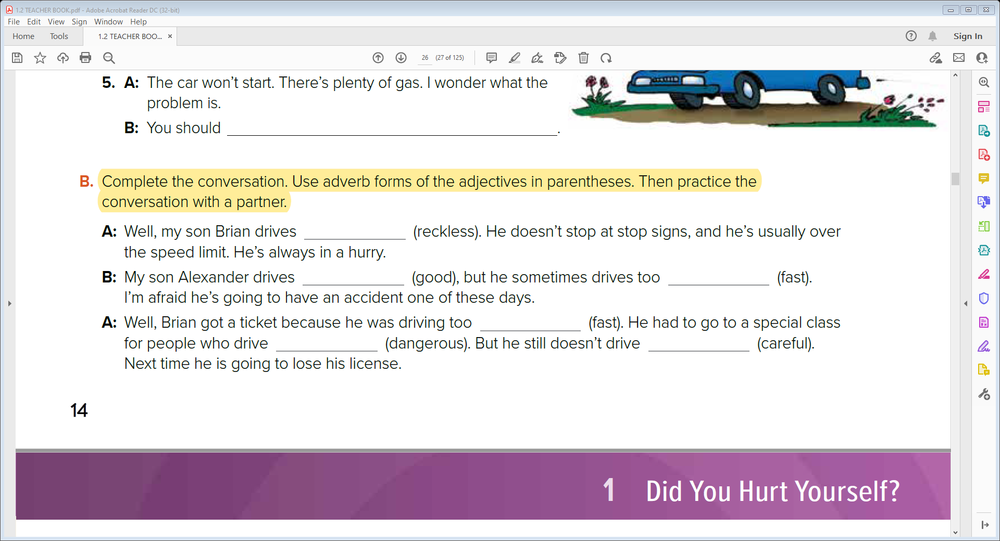 1.2 TEACHER BOOK.pdf - Adobe Acrobat Reader DC (32-bit)
File Edit View Sign Window Help
Home Tools 1.2 TEACHER BOO... × Sign In
26 (27 of 125)
5. A: The car won’t start. There’s plenty of gas. I wonder what the
problem is.
B: You should ______________________.
B. Complete the conversation. Use adverb forms of the adjectives in parentheses. Then practice the
conversation with a partner.
A: Well, my son Brian drives ____________ (reckless). He doesn’t stop at stop signs, and he’s usually over
the speed limit. He’s always in a hurry.
B: My son Alexander drives ____________ (good), but he sometimes drives too ____________ (fast).
I’m afraid he’s going to have an accident one of these days.
A: Well, Brian got a ticket because he was driving too ____________ (fast). He had to go to a special class
for people who drive ____________ (dangerous). But he still doesn’t drive ____________ (careful).
Next time he is going to lose his license.
14
1 Did You Hurt Yourself?